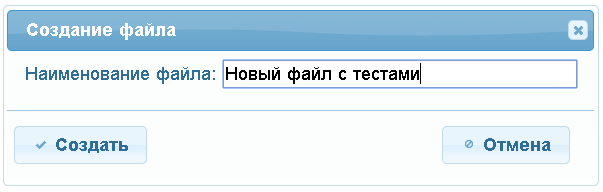 Создание файла
Наименование файла: Новый файл с тестами
Создать Отмена